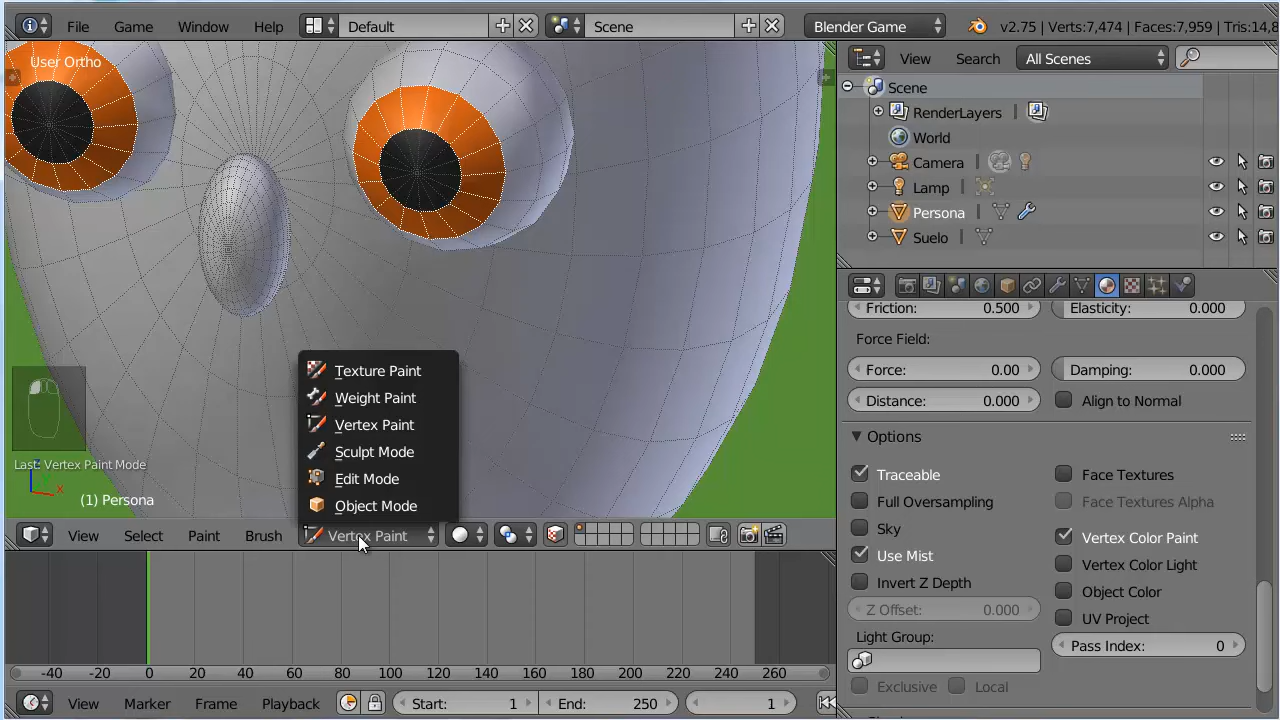 File Game Window Help Default Scene Blender Game v2.75 | Verts:7,474 | Faces:7,959 | Tris:14,8
User Ortho
View Search All Scenes
Scene
RenderLayers |
World
Camera |
Lamp |
Persona |
Suelo |
Friction: 0.500 Elasticity: 0.000
Force Field:
Force: 0.00 Damping: 0.000
Distance: 0.000 Align to Normal
Options
Traceable Face Textures
Full Oversampling Face Textures Alpha
Sky Vertex Color Paint
Use Mist Vertex Color Light
Invert Z Depth Object Color
Z Offset: 0.000 UV Project
Light Group: Pass Index: 0
Exclusive Local
Texture Paint
Weight Paint
Vertex Paint
Sculpt Mode
Edit Mode
Object Mode
Last: Vertex Paint Mode
z
y
x
(1) Persona
View Select Paint Brush Vertex Paint
-40 -20 0 20 40 60 80 100 120 140 160 180 200 220 240 260
View Marker Frame Playback Start: 1 End: 250 1